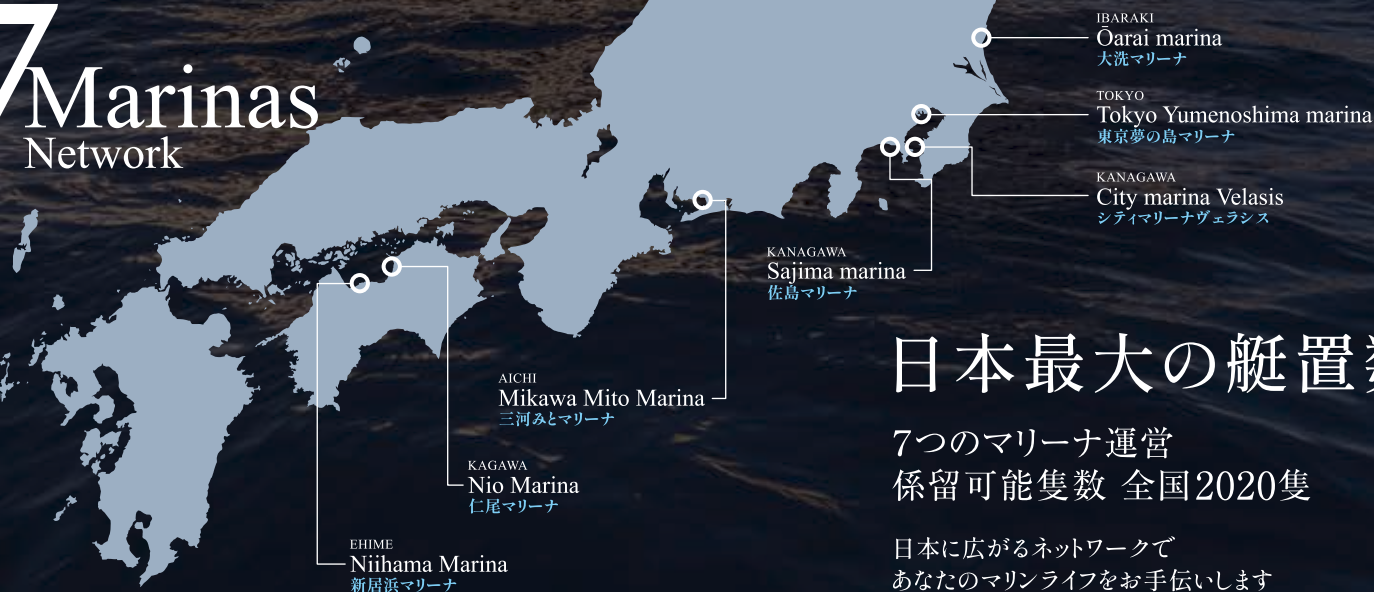 7
Marinas
Network
IBARAKI
Ōarai marina
大洗マリーナ
TOKYO
Tokyo Yumenoshima marina
東京夢の島マリーナ
KANAGAWA
City marina Velasis
シティマリーナヴェラシス
KANAGAWA
Sajima marina
佐島マリーナ
AICHI
Mikawa Mito Marina
三河みとマリーナ
KAGAWA
Nio Marina
仁尾マリーナ
EHIME
Niihama Marina
新居浜マリーナ
日本最大の艇置数
7つのマリーナ運営
係留可能隻数 全国2020隻
日本に広がるネットワークで
あなたのマリンライフをお手伝いします